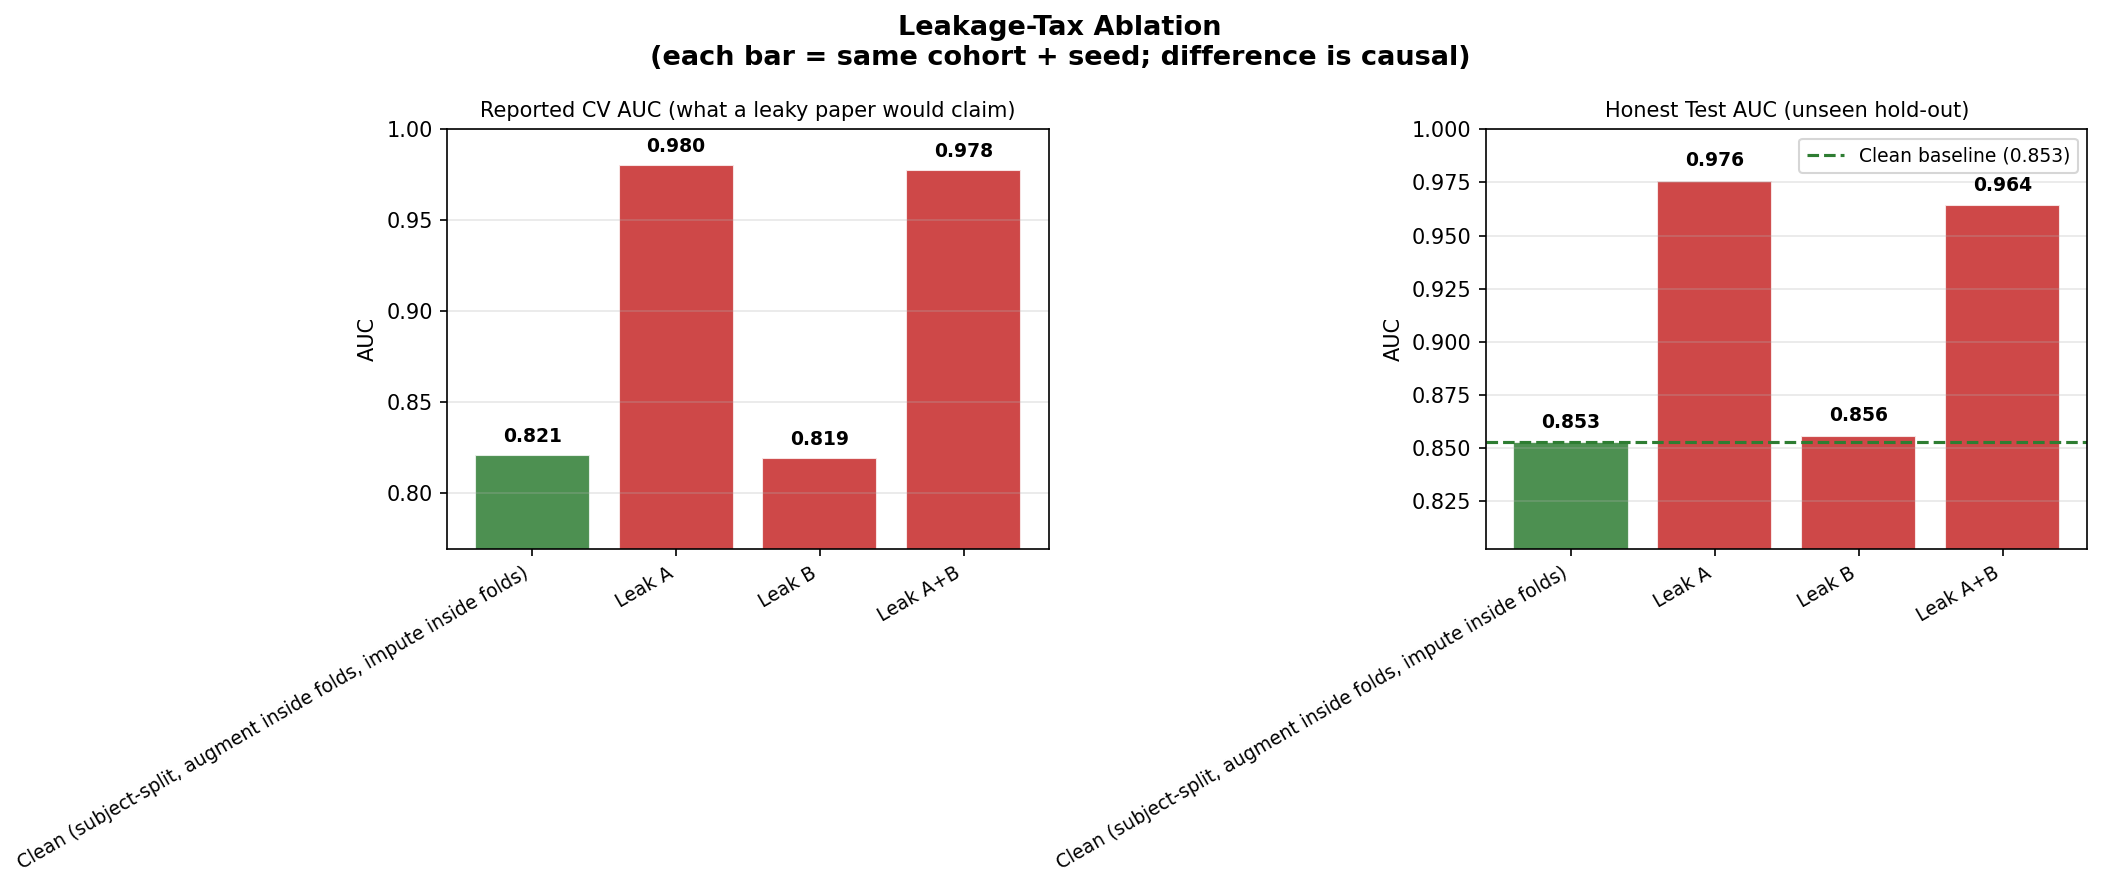 Leakage-Tax Ablation
(each bar = same cohort + seed; difference is causal)
Reported CV AUC (what a leaky paper would claim)
1.00
0.95
0.90
0.85
0.80
AUC
0.821
0.980
0.819
0.978
Clean (subject-split, augment inside folds, impute inside folds)
Leak A
Leak B
Leak A+B
Honest Test AUC (unseen hold-out)
1.000
0.975
0.950
0.925
0.900
0.875
0.850
0.825
AUC
Clean baseline (0.853)
0.853
0.976
0.856
0.964
Clean (subject-split, augment inside folds, impute inside folds)
Leak A
Leak B
Leak A+B